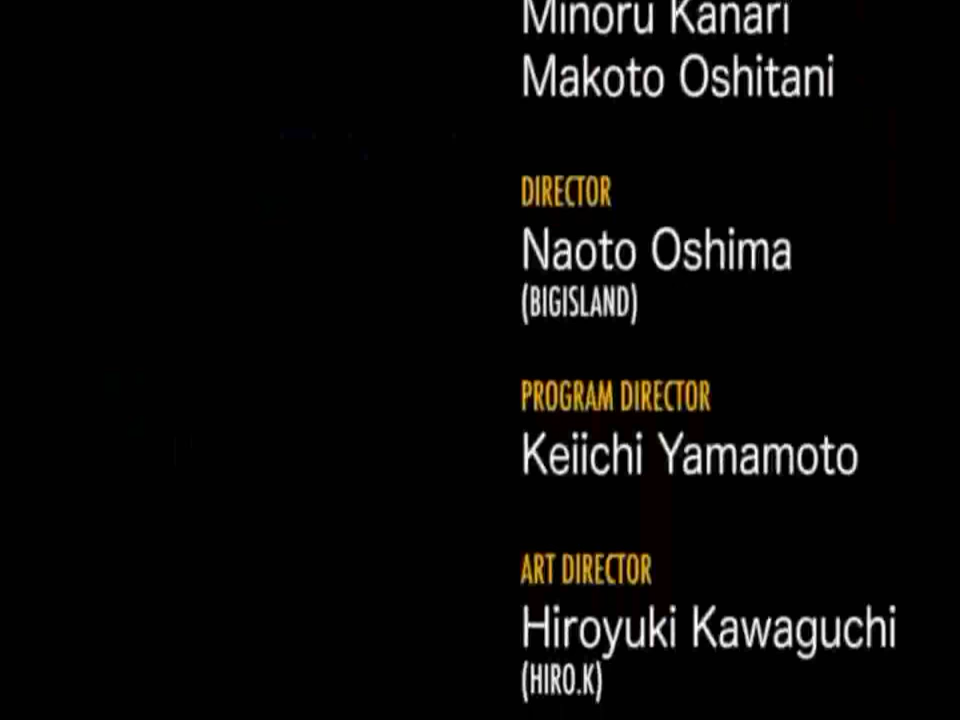 Minoru Kanari
Makoto Oshitani
DIRECTOR
Naoto Oshima
(BIGISLAND)
PROGRAM DIRECTOR
Keiichi Yamamoto
ART DIRECTOR
Hiroyuki Kawaguchi
(HIRO.K)